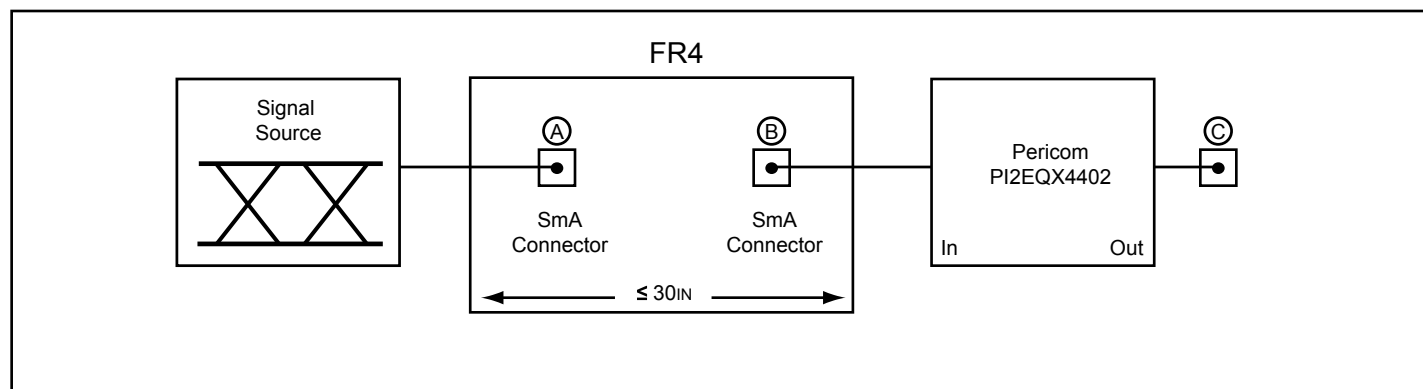 FR4
Signal
Source
A
B
C
SmA
Connector
SmA
Connector
≤ 30IN
Pericom
PI2EQX4402
In
Out